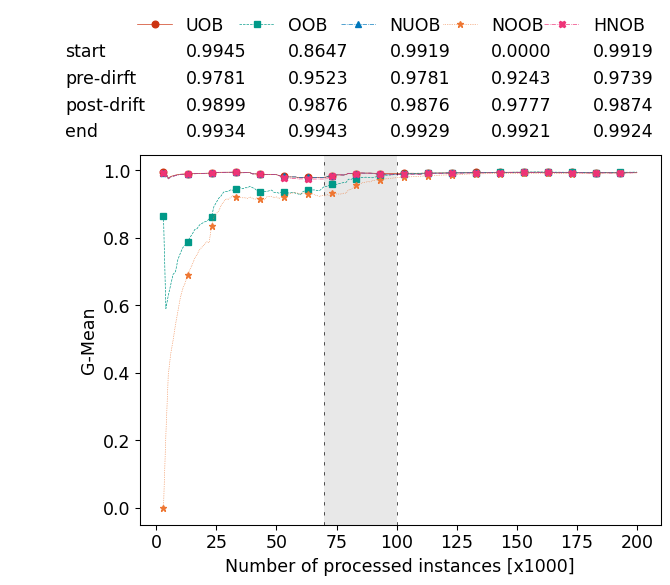 UOB OOB NUOB NOOB HNOB
start 0.9945 0.8647 0.9919 0.0000 0.9919
pre-dirft 0.9781 0.9523 0.9781 0.9243 0.9739
post-drift 0.9899 0.9876 0.9876 0.9777 0.9874
end 0.9934 0.9943 0.9929 0.9921 0.9924
1.0
0.8
0.6
0.4
0.2
0.0
G-Mean
0 25 50 75 100 125 150 175 200
Number of processed instances [x1000]